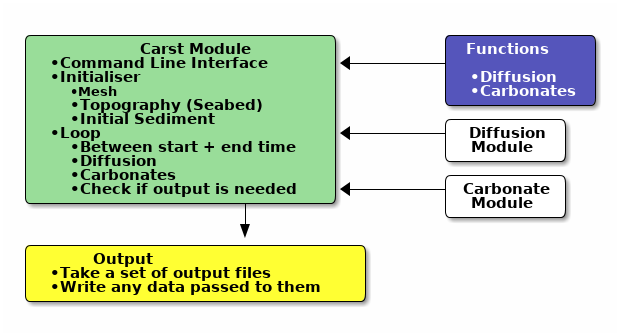 Carst Module
•Command Line Interface
•Initialiser
•Mesh
•Topography (Seabed)
•Initial Sediment
•Loop
•Between start + end time
•Diffusion
•Carbonates
•Check if output is needed
Functions
•Diffusion
•Carbonates
Diffusion
Module
Carbonate
Module
Output
•Take a set of output files
•Write any data passed to them